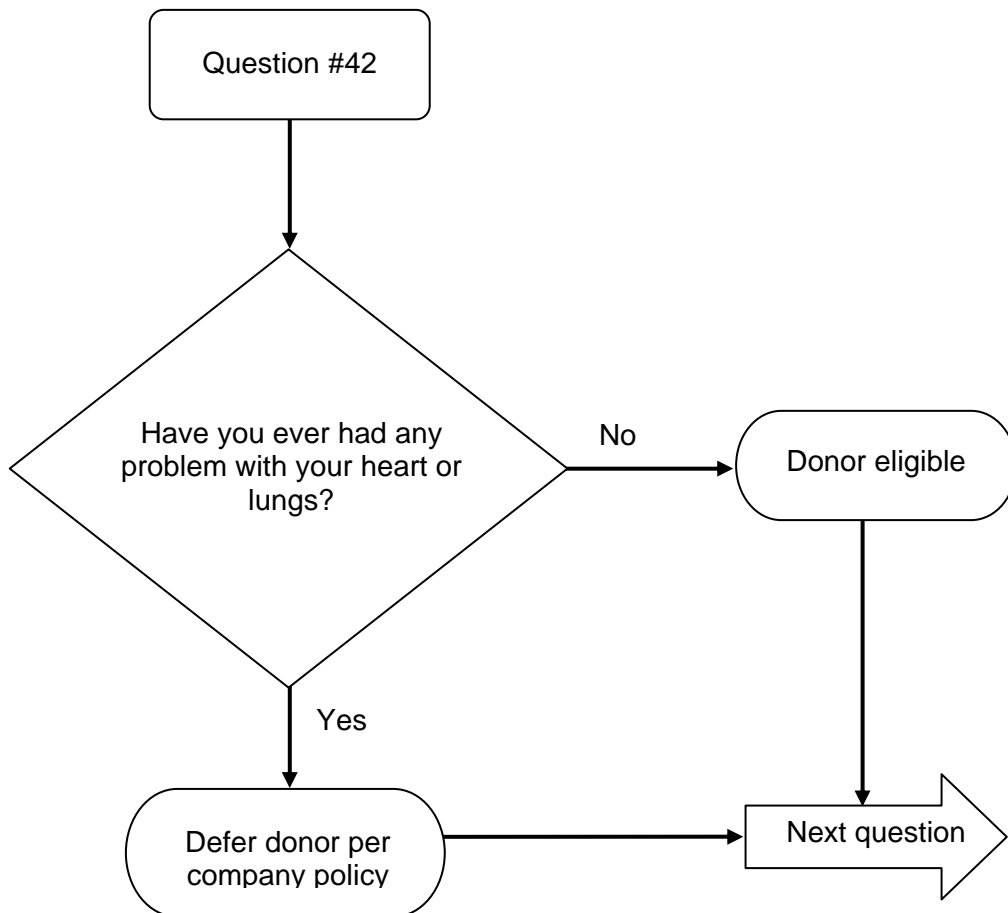 Question #42
Have you ever had any
problem with your heart or
lungs?
No
Donor eligible
Yes
Defer donor per
company policy
Next question